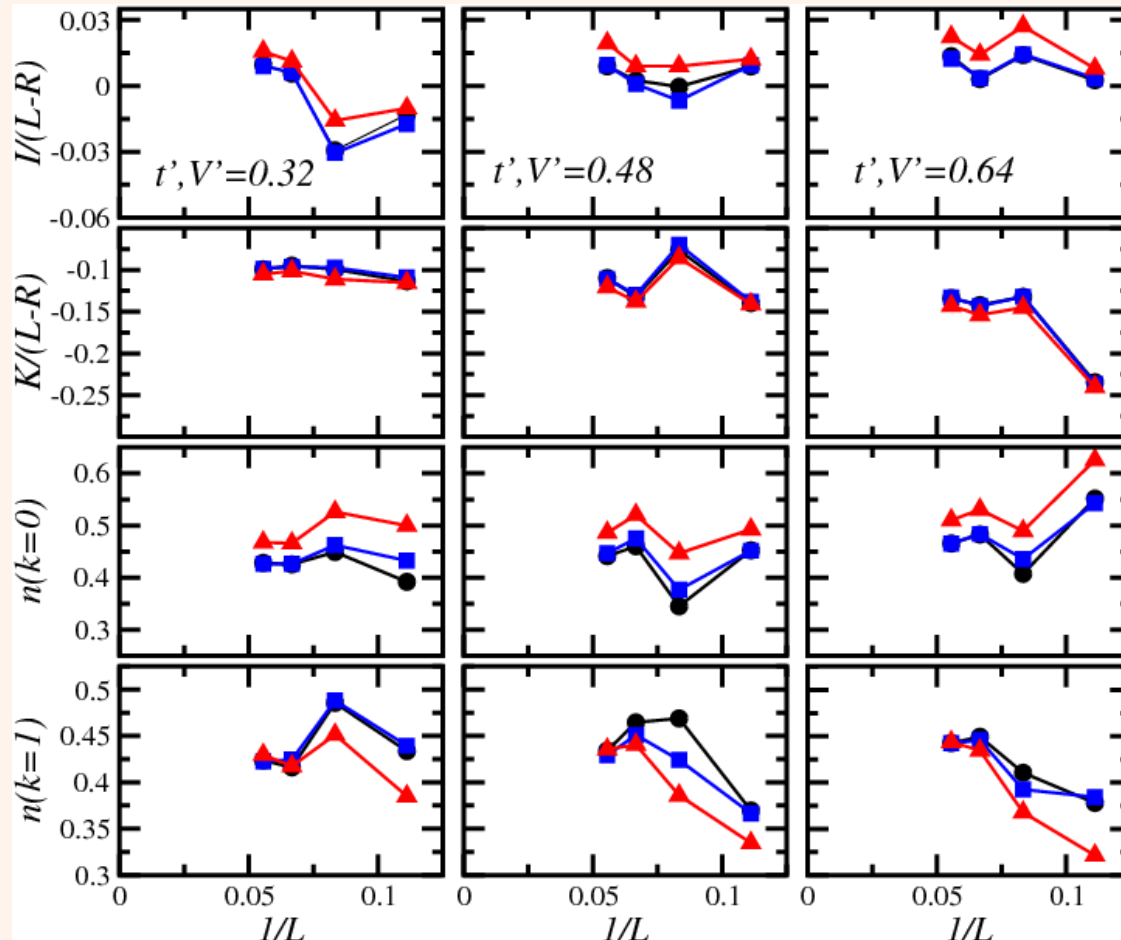 0.03
0
-0.03
-0.06
I/(L-R)
t',V'=0.32
t',V'=0.48
t',V'=0.64
-0.1
-0.15
-0.2
-0.25
K/(L-R)
0.6
0.5
0.4
0.3
n(k=0)
0.5
0.45
0.4
0.35
0.3
n(k=1)
0 0.05 0.1 0 0.05 0.1 0 0.05 0.1
1/L 1/L 1/L